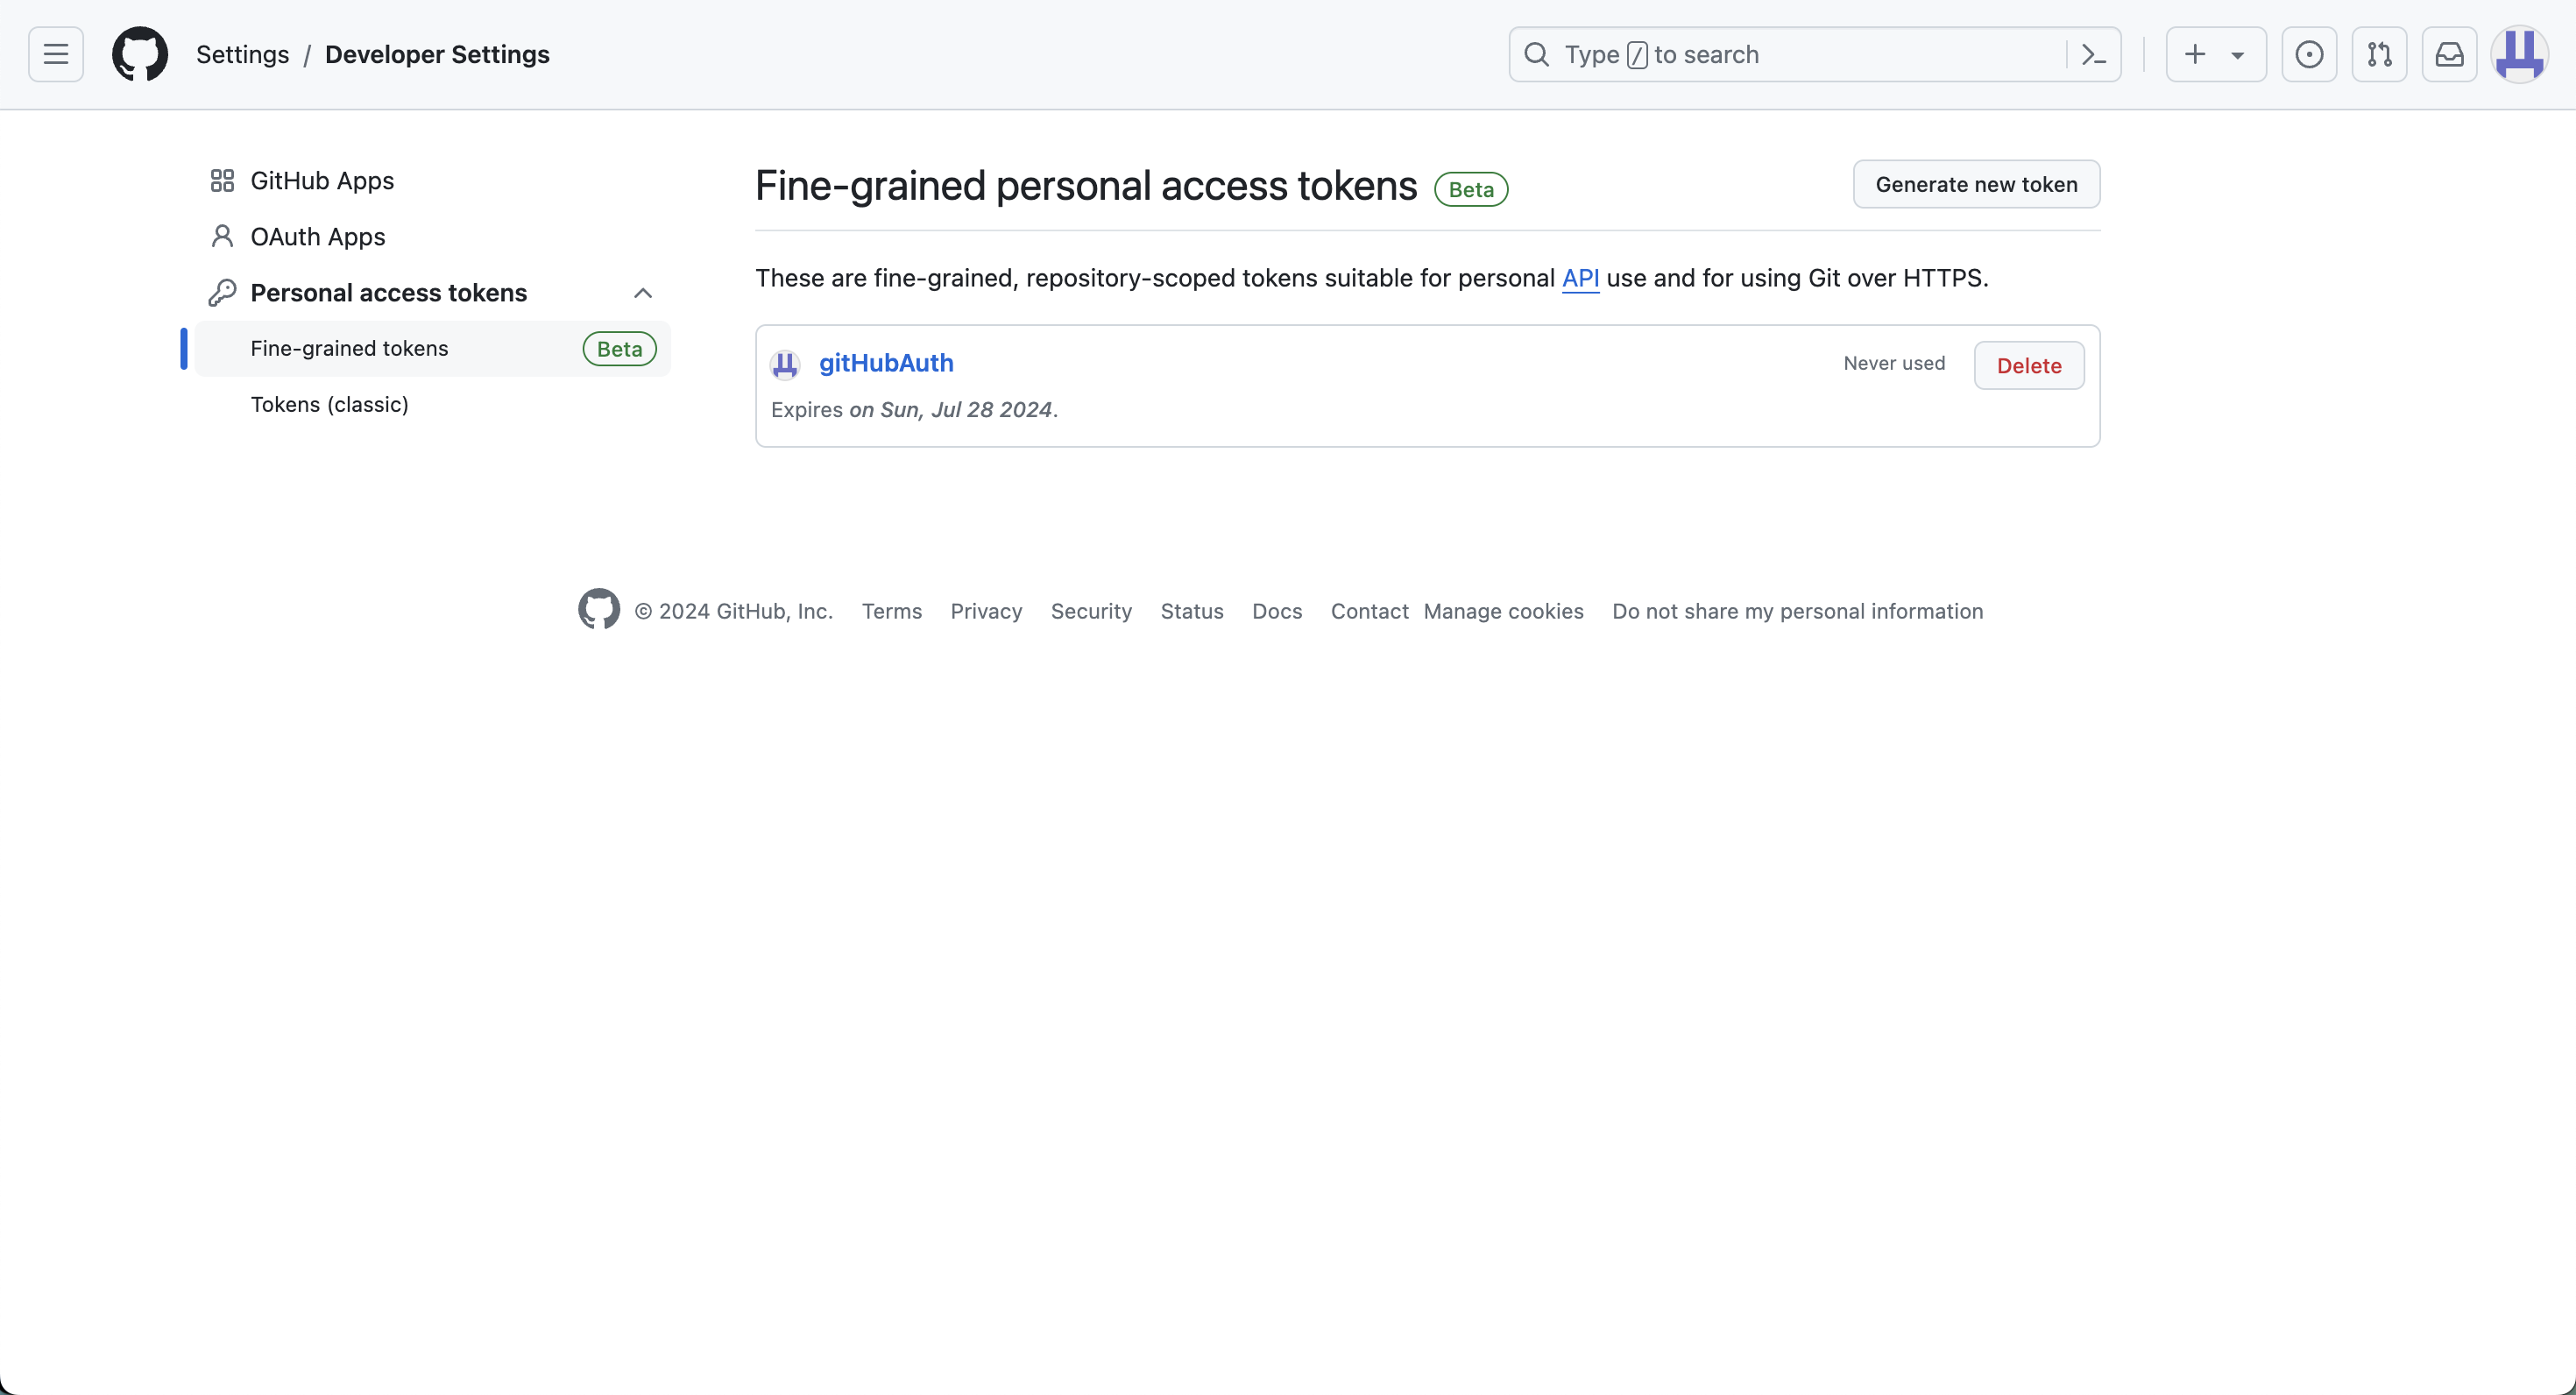 Settings / Developer Settings
Type / to search
GitHub Apps
OAuth Apps
Personal access tokens
Fine-grained tokens Beta
Tokens (classic)
Fine-grained personal access tokens Beta
Generate new token
These are fine-grained, repository-scoped tokens suitable for personal API use and for using Git over HTTPS.
gitHubAuth
Never used
Delete
Expires on Sun, Jul 28 2024.
© 2024 GitHub, Inc. Terms Privacy Security Status Docs Contact Manage cookies Do not share my personal information